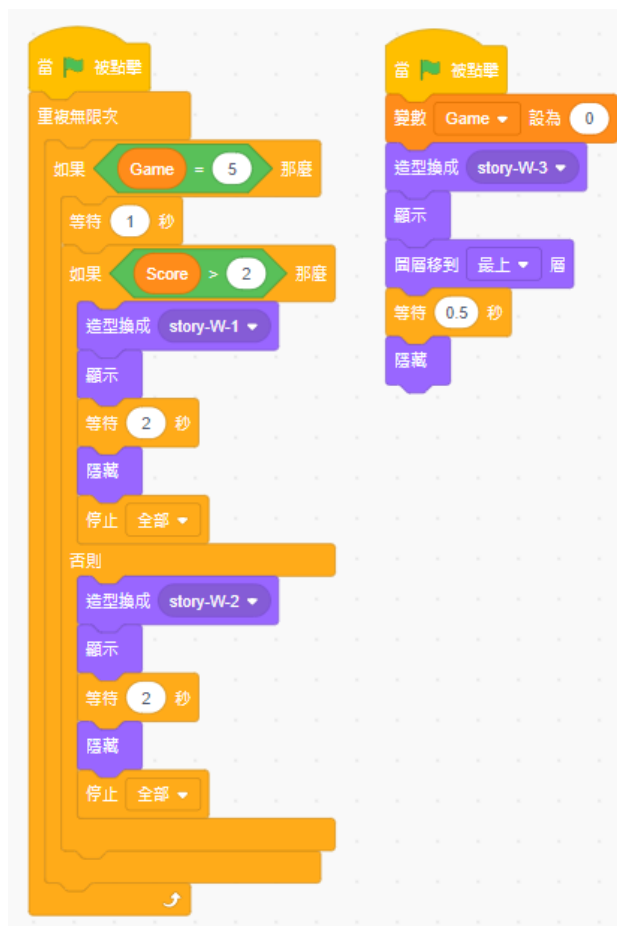 當 被點擊
重複無限次
如果 Game = 5 那麼
等待 1 秒
如果 Score > 2 那麼
造型換成 story-W-1
顯示
等待 2 秒
隱藏
停止 全部
否則
造型換成 story-W-2
顯示
等待 2 秒
隱藏
停止 全部
當 被點擊
變數 Game 設為 0
造型換成 story-W-3
顯示
圖層移到 最上 層
等待 0.5 秒
隱藏